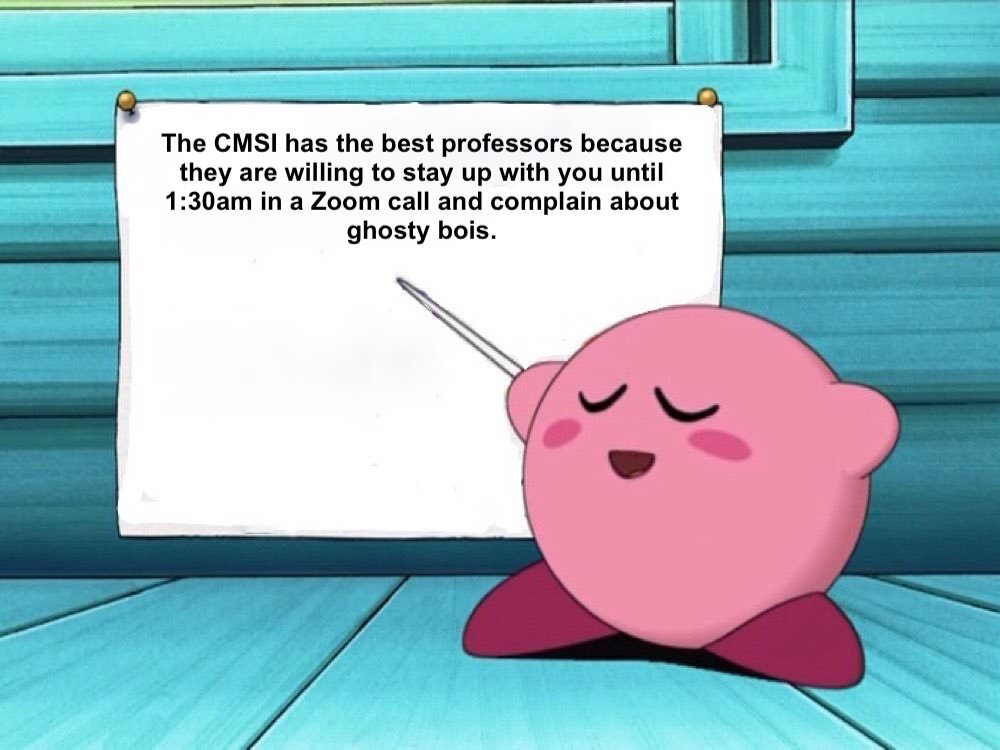 The CMSI has the best professors because
they are willing to stay up with you until
1:30am in a Zoom call and complain about
ghosty bois.